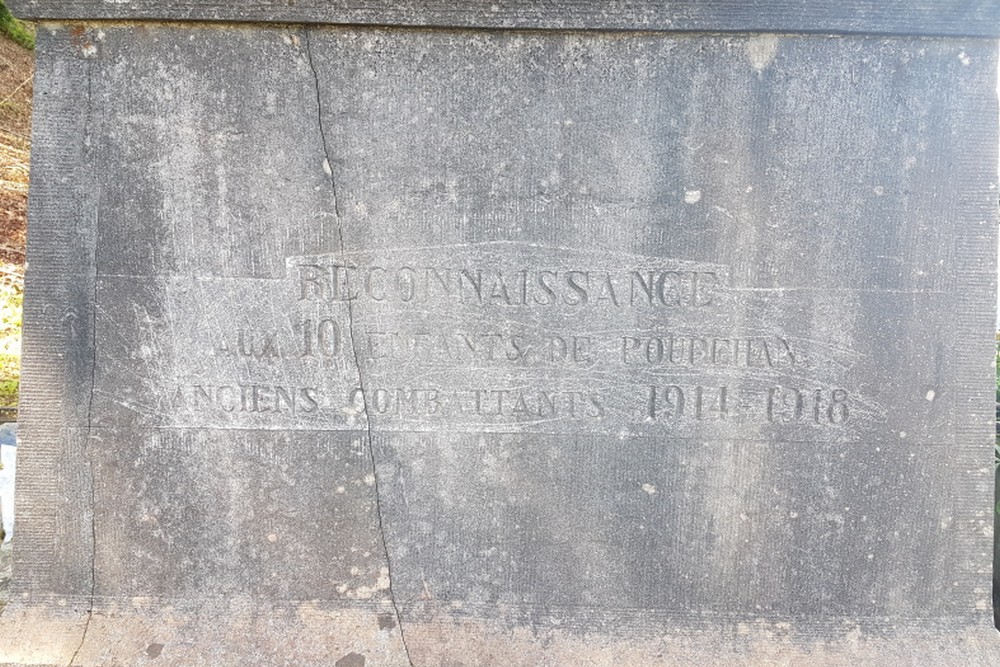 RECONNAISSANCE
AUX 10 ENFANTS DE POUPEHAN
ANCIENS COMBATTANTS 1914-1918